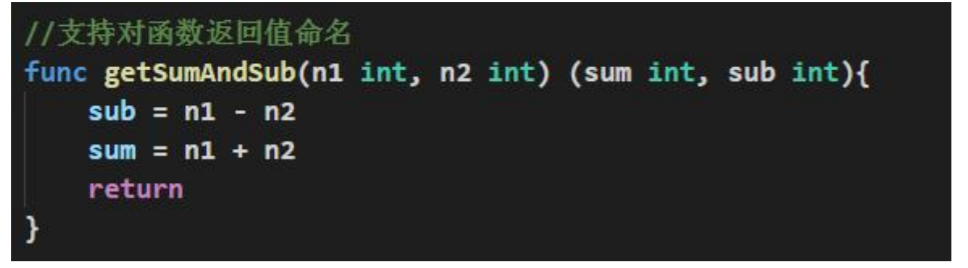 //支持对函数返回值命名
func getSumAndSub(n1 int, n2 int) (sum int, sub int){
    sub = n1 - n2
    sum = n1 + n2
    return
}